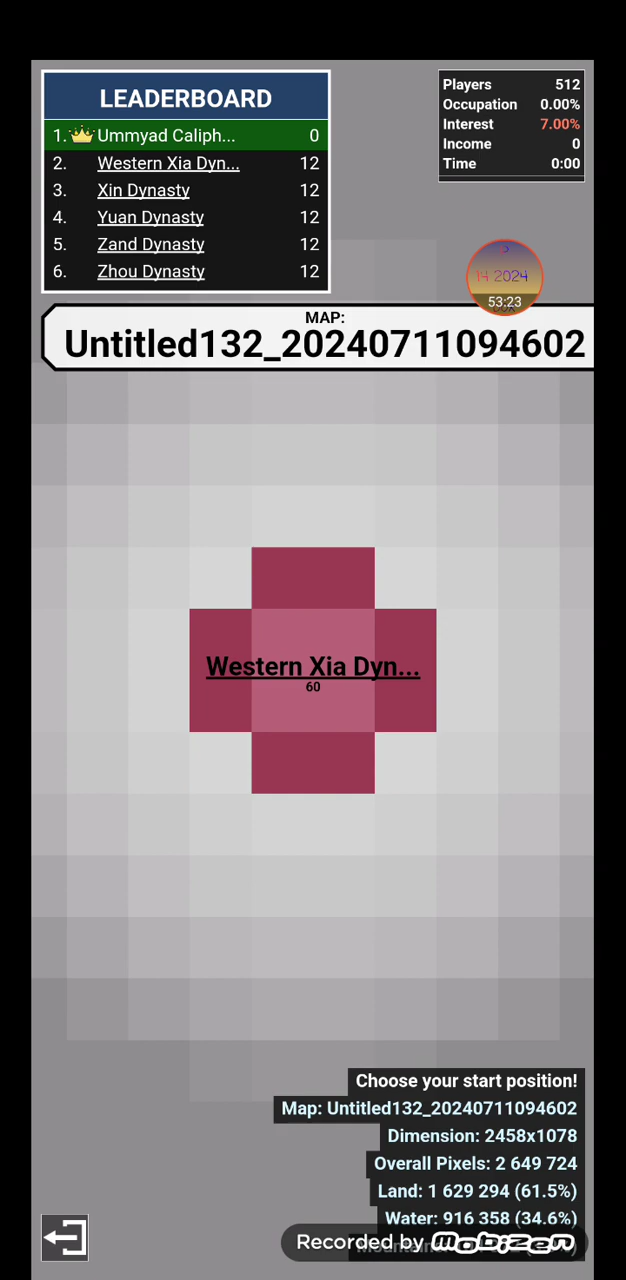 LEADERBOARD
1. Ummyad Caliph... 0
2. Western Xia Dyn... 12
3. Xin Dynasty 12
4. Yuan Dynasty 12
5. Zand Dynasty 12
6. Zhou Dynasty 12
Players 512
Occupation 0.00%
Interest 7.00%
Income 0
Time 0:00
14 2024
53:23
MAP:
Untitled132_20240711094602
Western Xia Dyn...
60
Choose your start position!
Map: Untitled132_20240711094602
Dimension: 2458x1078
Overall Pixels: 2 649 724
Land: 1 629 294 (61.5%)
Water: 916 358 (34.6%)
Recorded by Mobizen